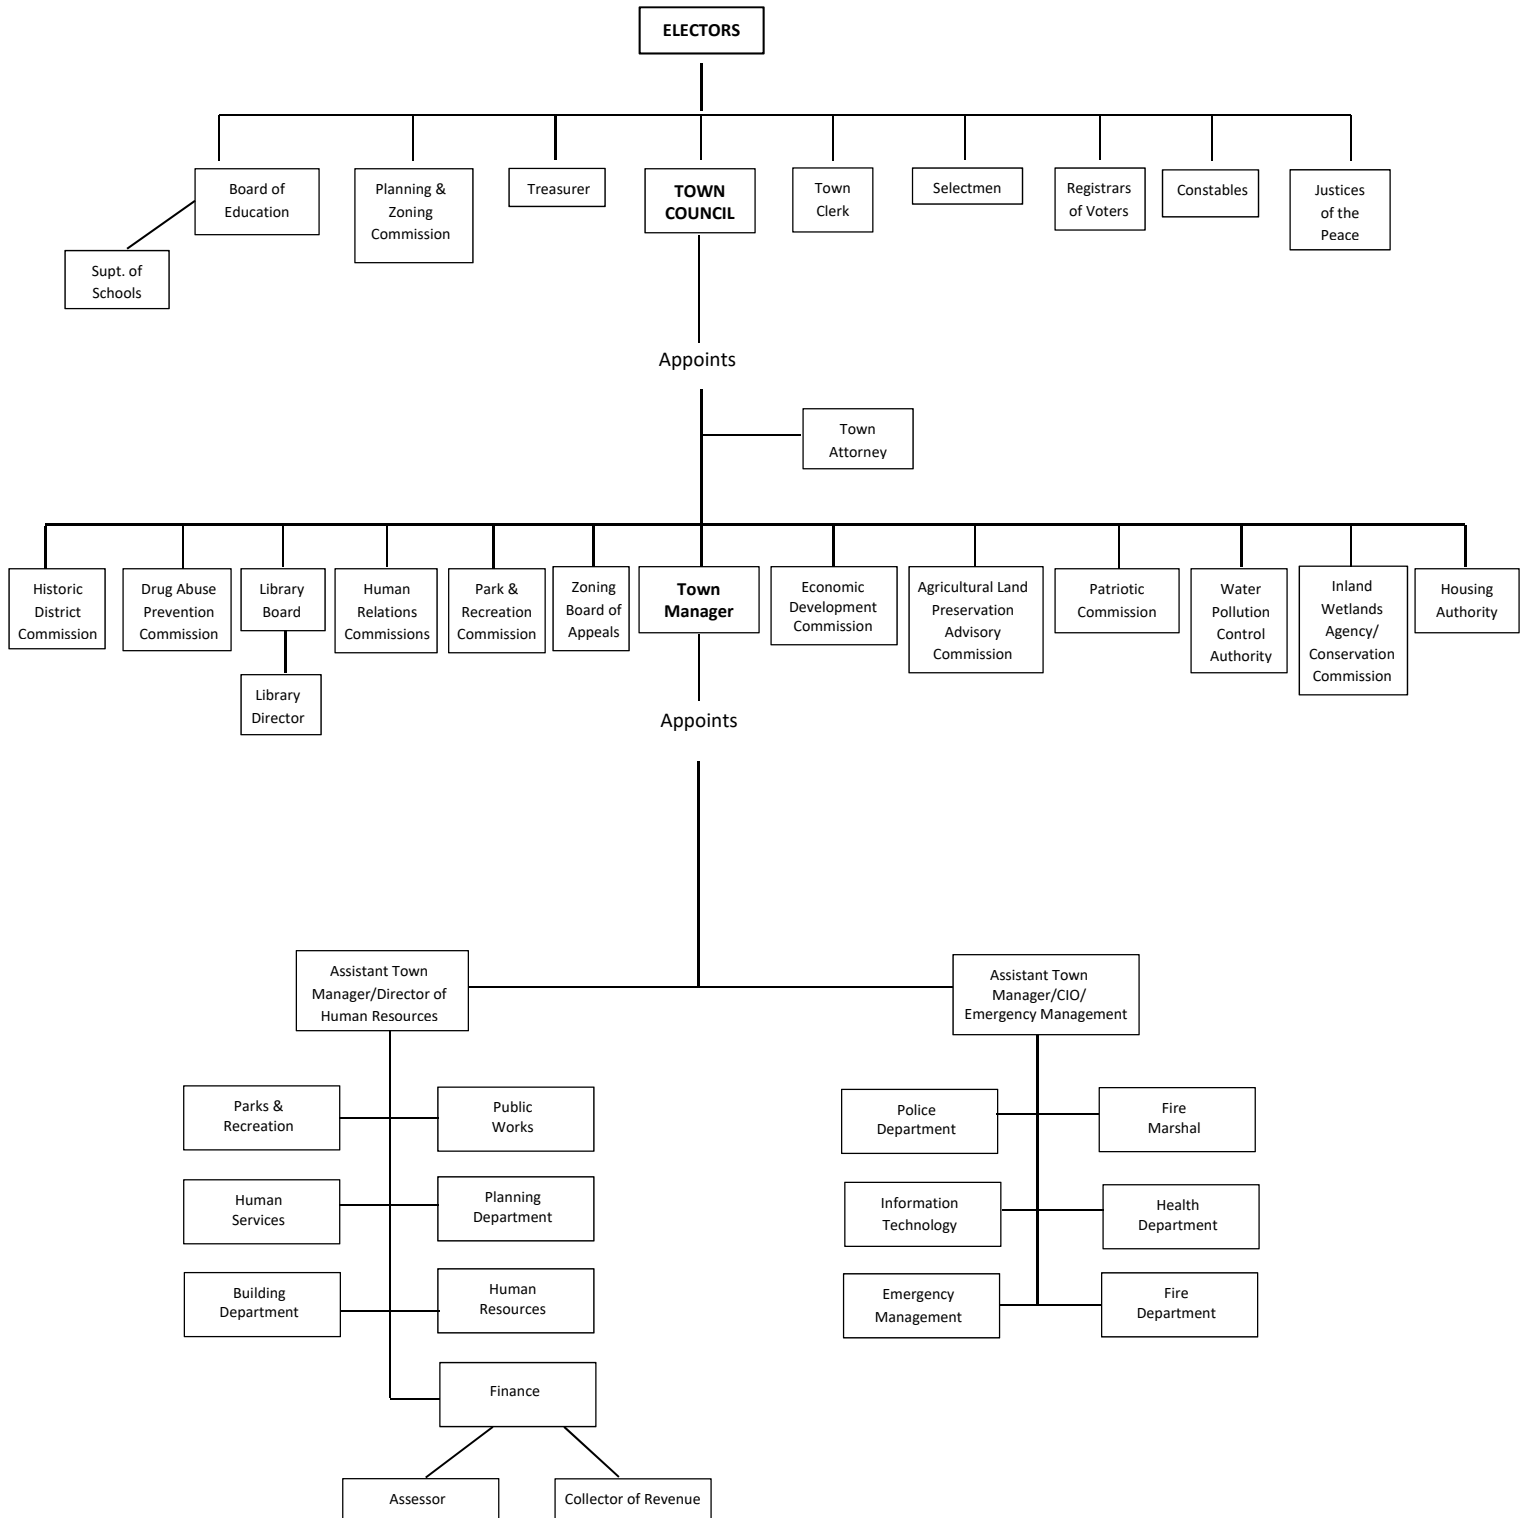 ELECTORS
Board of
Education
Planning &
Zoning
Commission
Treasurer
TOWN
COUNCIL
Town
Clerk
Selectmen
Registrars
of Voters
Constables
Justices
of the
Peace
Supt. of
Schools
Appoints
Town
Attorney
Historic
District
Commission
Drug Abuse
Prevention
Commission
Library
Board
Human
Relations
Commissions
Park &
Recreation
Commission
Zoning
Board of
Appeals
Town
Manager
Economic
Development
Commission
Agricultural Land
Preservation
Advisory
Commission
Patriotic
Commission
Water
Pollution
Control
Authority
Inland
Wetlands
Agency/
Conservation
Commission
Housing
Authority
Library
Director
Appoints
Assistant Town
Manager/Director of
Human Resources
Assistant Town
Manager/CIO/
Emergency Management
Parks &
Recreation
Public
Works
Police
Department
Fire
Marshal
Human
Services
Planning
Department
Information
Technology
Health
Department
Building
Department
Human
Resources
Emergency
Management
Fire
Department
Finance
Assessor
Collector of Revenue